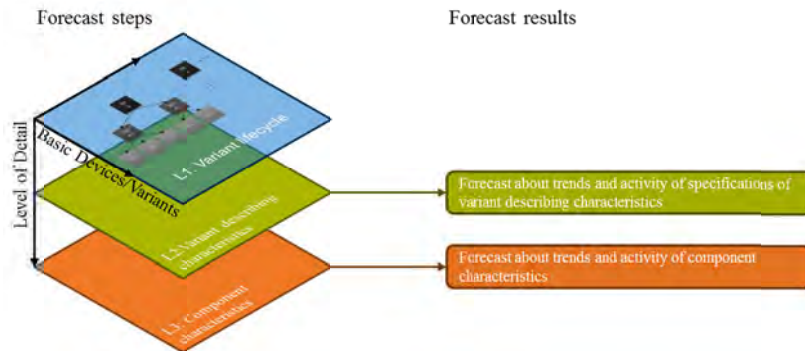 Forecast steps
Forecast results
Level of Detail
Basic Devices/Variants
L1: Variant lifecycle
L2:Variant describing
characteristics
L3: Component
characteristics
Forecast about trends and activity of specifications of
variant describing characteristics
Forecast about trends and activity of component
characteristics